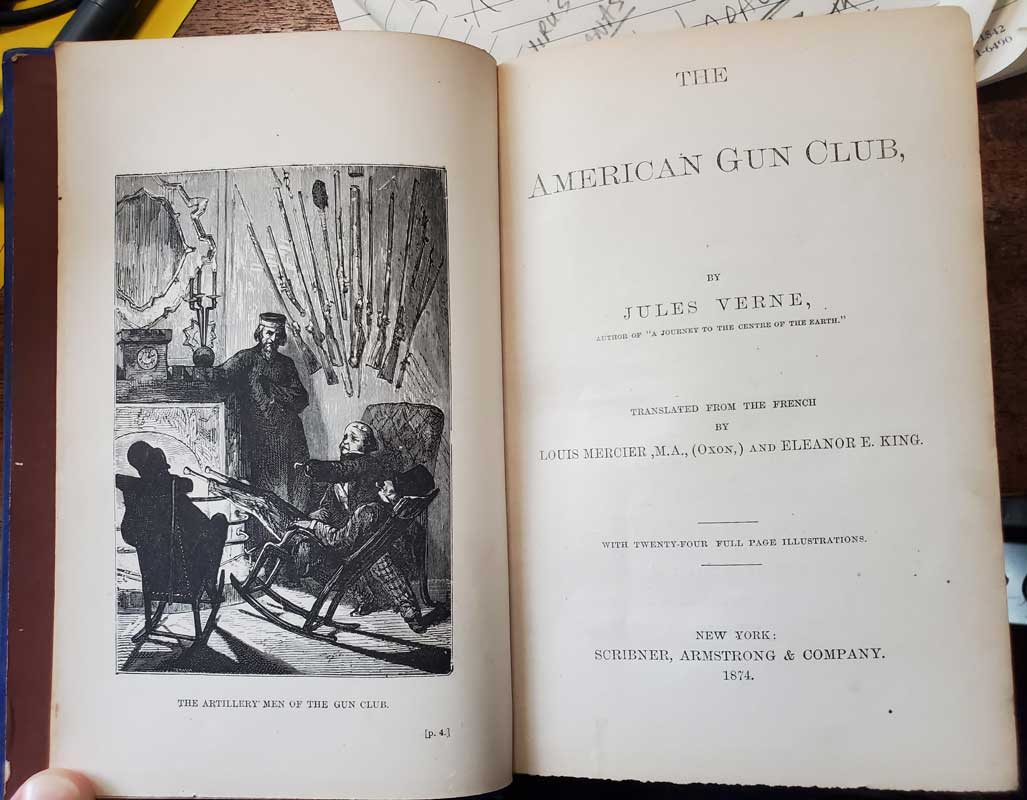 THE ARTILLERY MEN OF THE GUN CLUB.
[p. 4.]
THE
AMERICAN GUN CLUB,
BY
JULES VERNE,
AUTHOR OF "A JOURNEY TO THE CENTRE OF THE EARTH."
TRANSLATED FROM THE FRENCH
BY
LOUIS MERCIER ,M.A., (OXON,) AND ELEANOR E. KING.
WITH TWENTY-FOUR FULL PAGE ILLUSTRATIONS.
NEW YORK:
SCRIBNER, ARMSTRONG & COMPANY.
1874.